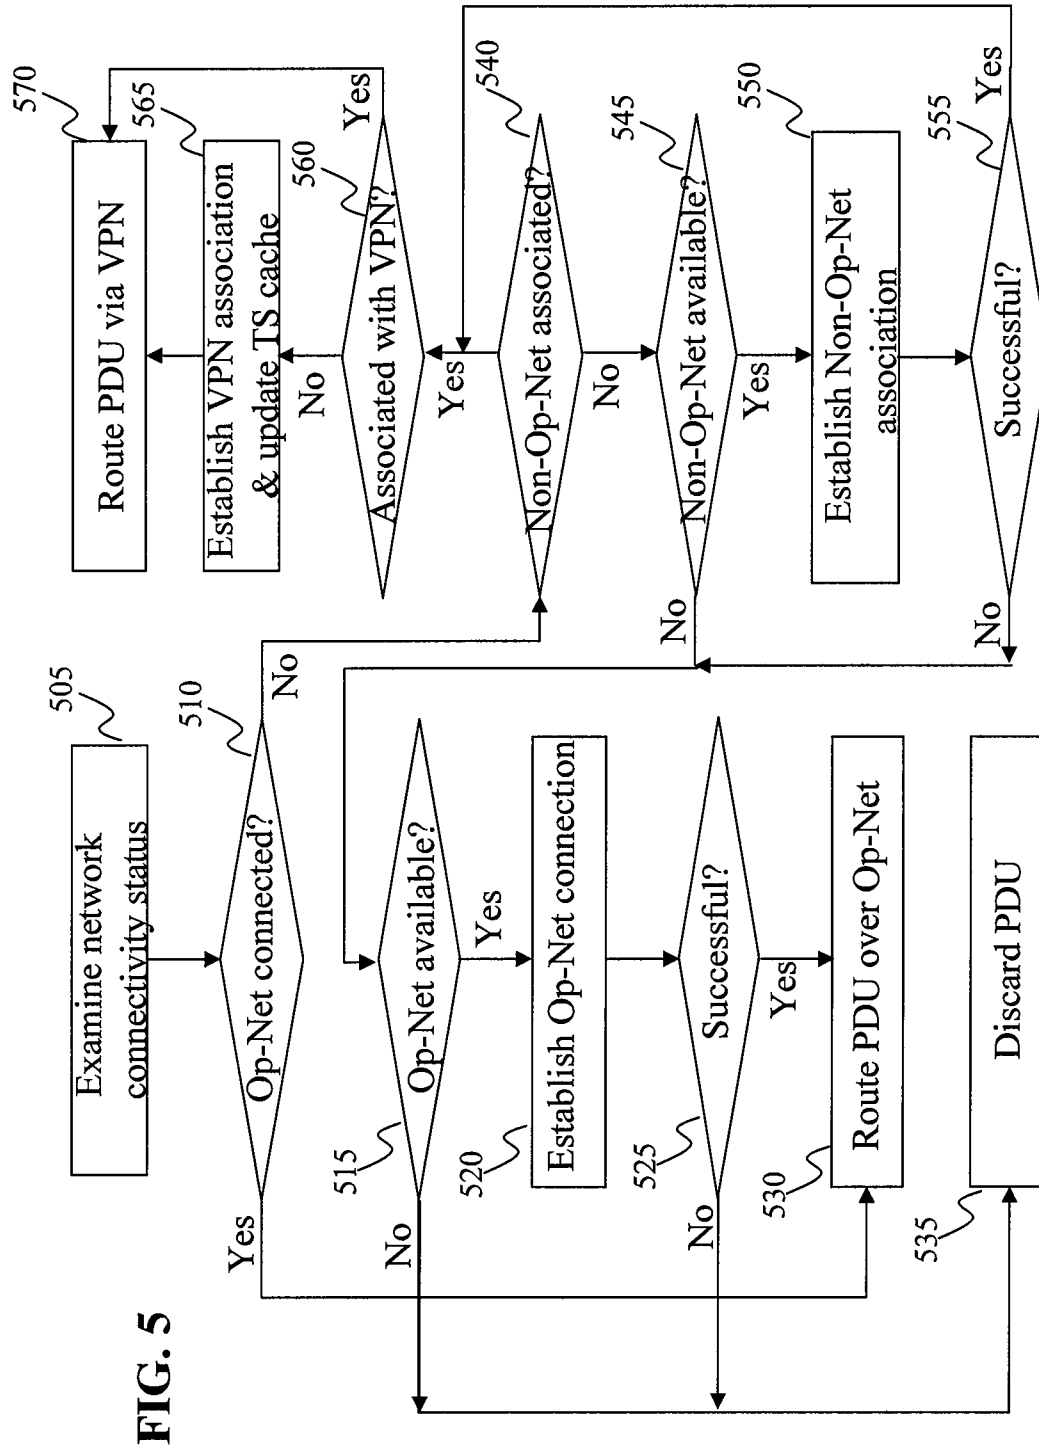 FIG. 5
505
Examine network
connectivity status
510
Op-Net connected?
Yes
No
515
Op-Net available?
No
Yes
520
Establish Op-Net connection
525
Successful?
No
Yes
530
Route PDU over Op-Net
535
Discard PDU
570
Route PDU via VPN
565
Establish VPN association
& update TS cache
No
560
Associated with VPN?
Yes
Yes
540
Non-Op-Net associated?
No
545
Non-Op-Net available?
No
Yes
550
Establish Non-Op-Net
association
555
Successful?
No
Yes